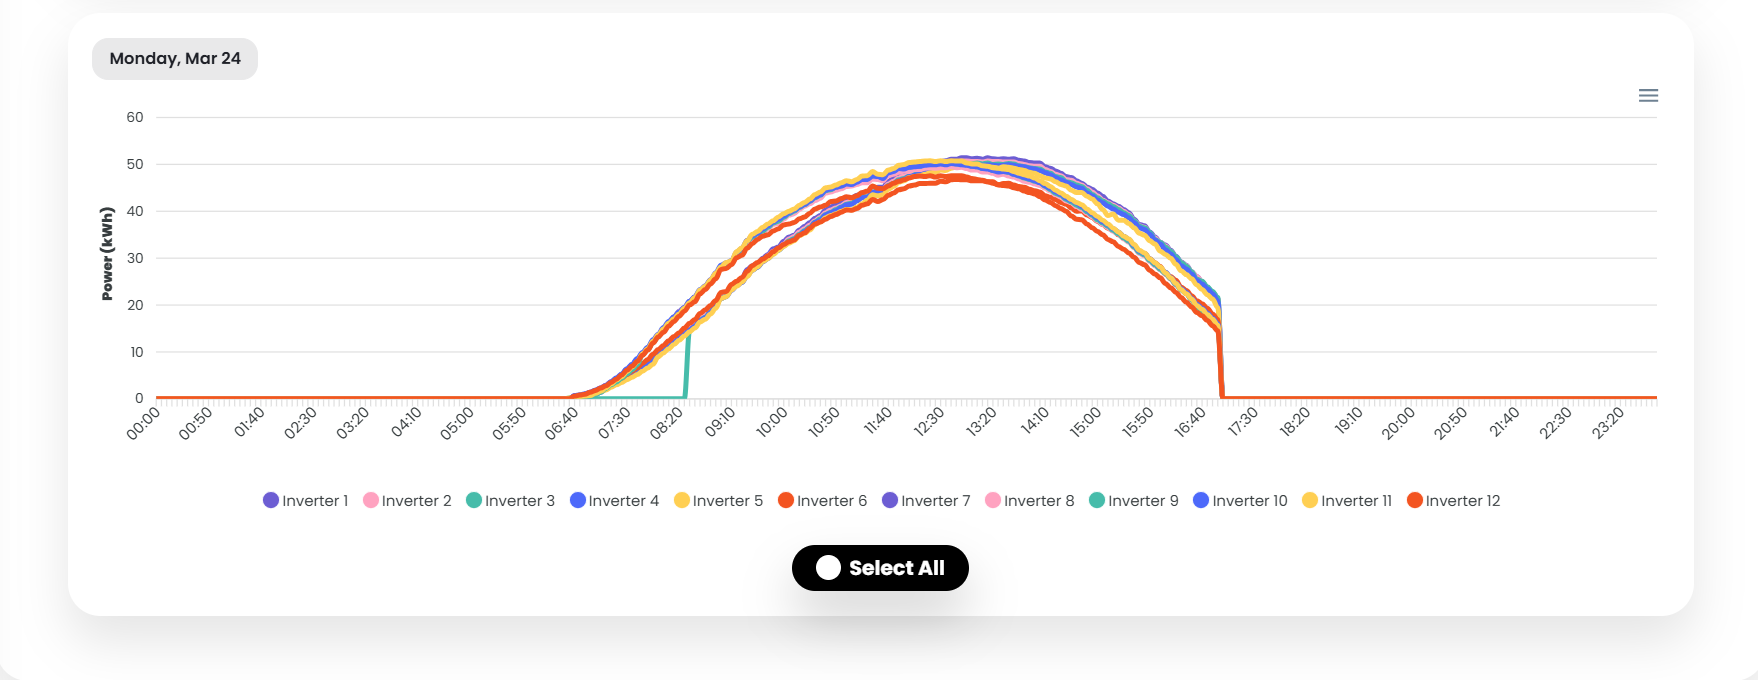 Monday, Mar 24
Power (kWh)
60
50
40
30
20
10
0
00:00 00:50 01:40 02:30 03:20 04:10 05:00 05:50 06:40 07:30 08:20 09:10 10:00 10:50 11:40 12:30 13:20 14:10 15:00 15:50 16:40 17:30 18:20 19:10 20:00 20:50 21:40 22:30 23:20
Inverter 1 Inverter 2 Inverter 3 Inverter 4 Inverter 5 Inverter 6 Inverter 7 Inverter 8 Inverter 9 Inverter 10 Inverter 11 Inverter 12
Select All